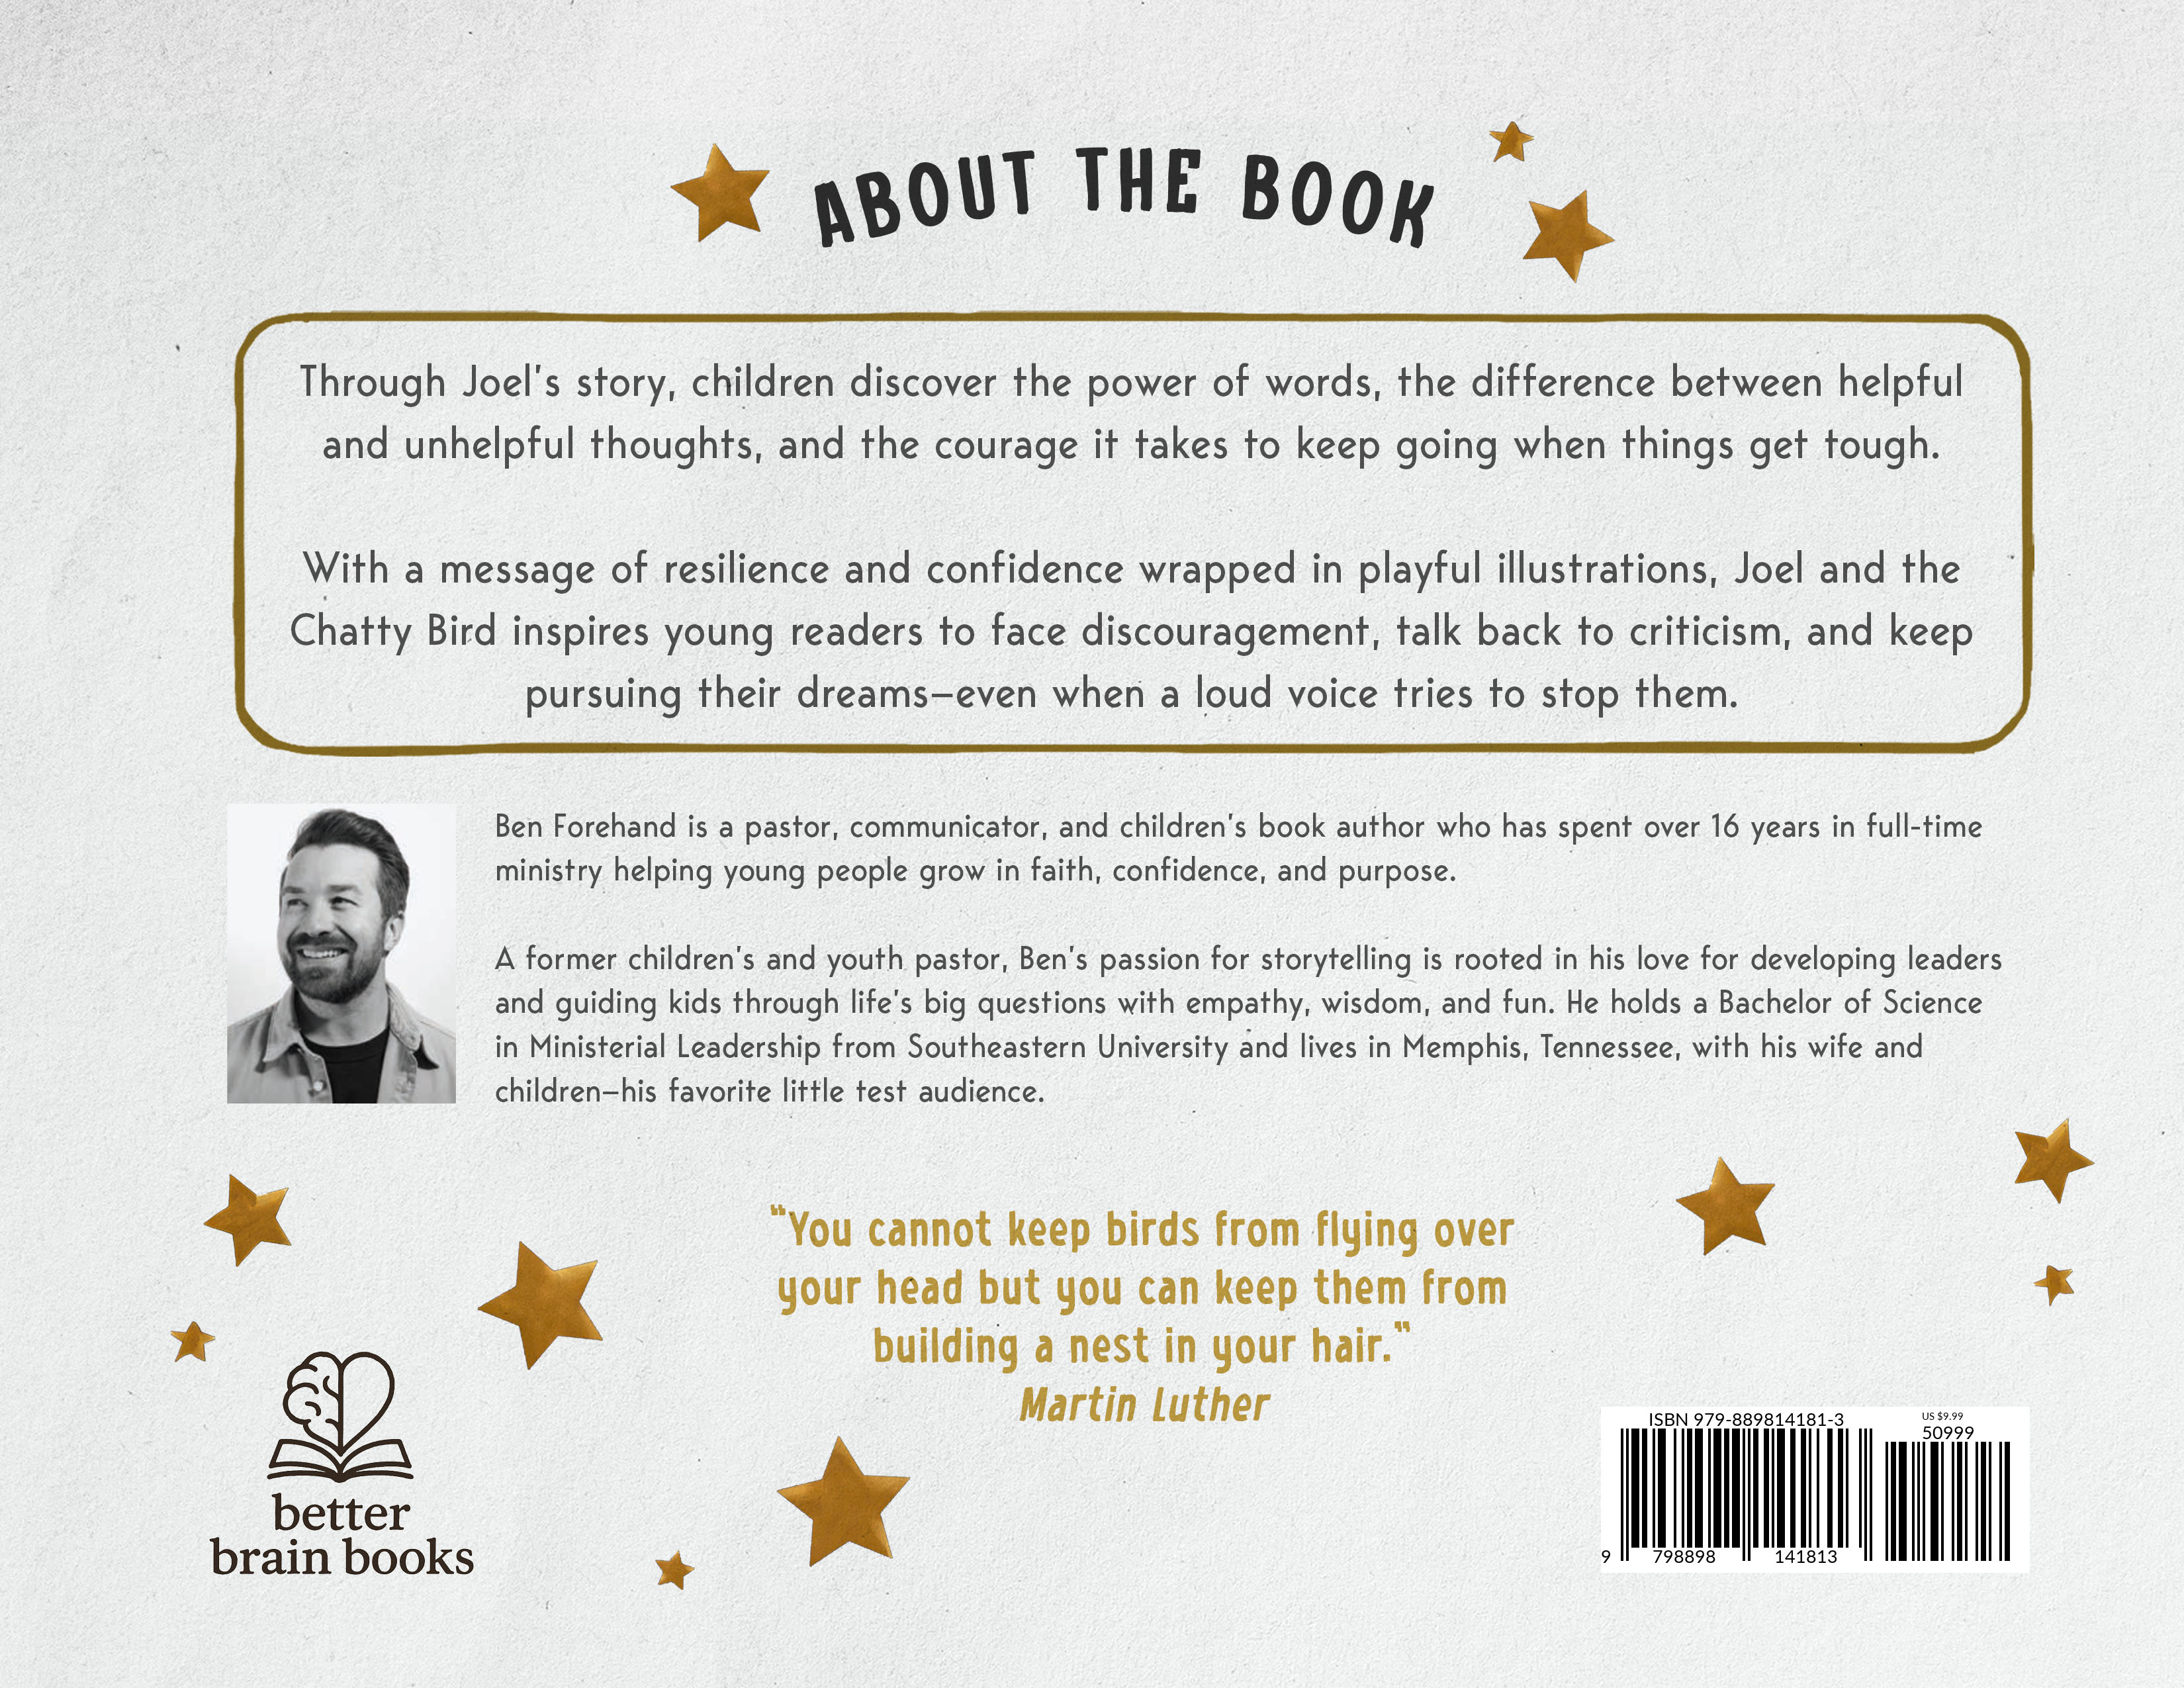 ABOUT THE BOOK
Through Joel's story, children discover the power of words, the difference between helpful
and unhelpful thoughts, and the courage it takes to keep going when things get tough.
With a message of resilience and confidence wrapped in playful illustrations, Joel and the
Chatty Bird inspires young readers to face discouragement, talk back to criticism, and keep
pursuing their dreams—even when a loud voice tries to stop them.
Ben Forehand is a pastor, communicator, and children's book author who has spent over 16 years in full-time
ministry helping young people grow in faith, confidence, and purpose.
A former children's and youth pastor, Ben's passion for storytelling is rooted in his love for developing leaders
and guiding kids through life's big questions with empathy, wisdom, and fun. He holds a Bachelor of Science
in Ministerial Leadership from Southeastern University and lives in Memphis, Tennessee, with his wife and
children—his favorite little test audience.
"You cannot keep birds from flying over
your head but you can keep them from
building a nest in your hair."
Martin Luther
better
brain books
ISBN 979-889814181-3
US $9.99
50999
9 798898 141813